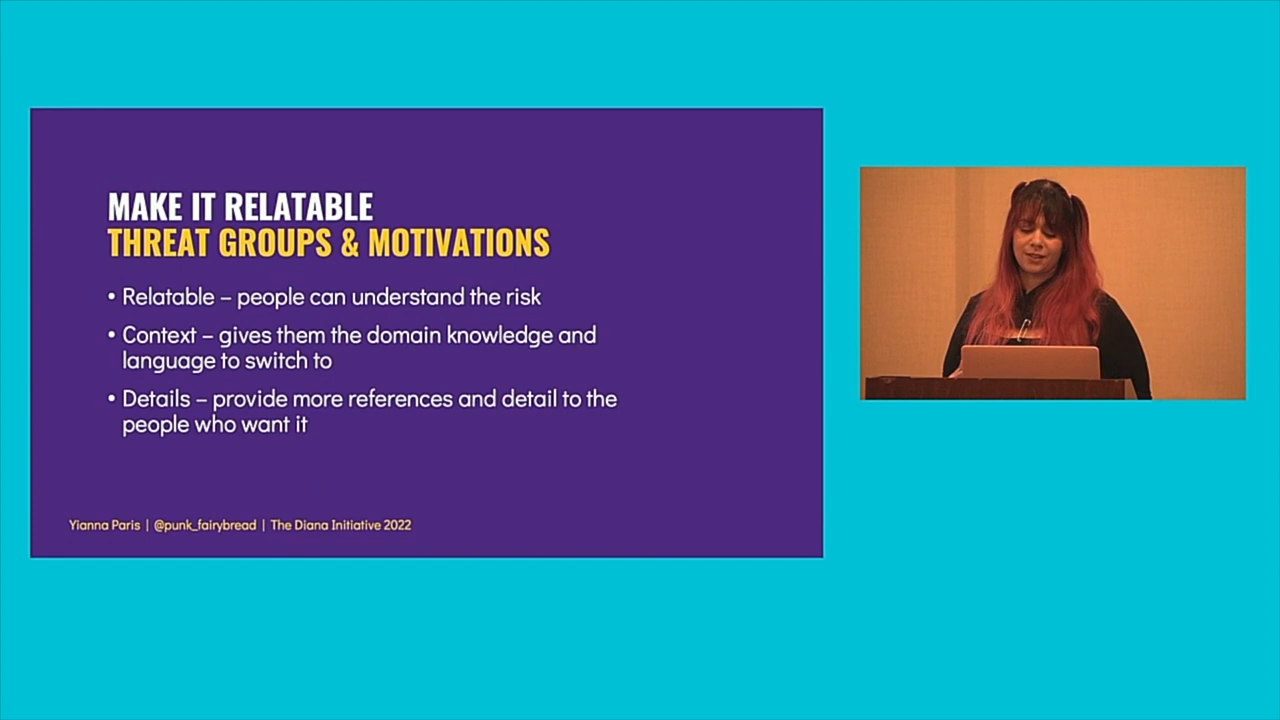 MAKE IT RELATABLE
THREAT GROUPS & MOTIVATIONS
• Relatable – people can understand the risk
• Context – gives them the domain knowledge and
language to switch to
• Details – provide more references and detail to the
people who want it
Yianna Paris | @punk_fairybread | The Diana Initiative 2022